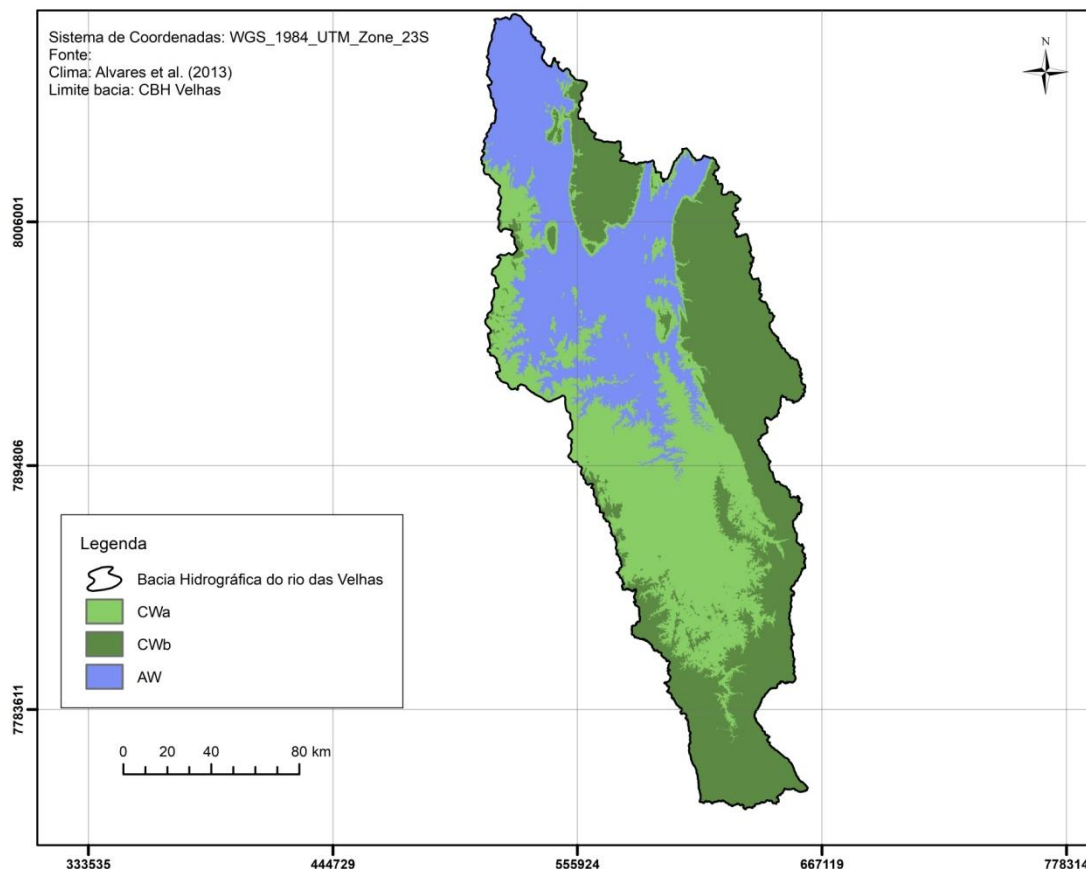 Sistema de Coordenadas: WGS_1984_UTM_Zone_23S
Fonte:
Clima: Alvares et al. (2013)
Limite bacia: CBH Velhas
N
8006001
7894806
7783611
Legenda
Bacia Hidrográfica do rio das Velhas
CWa
CWb
AW
0 20 40 80 km
333535 444729 555924 667119 778314